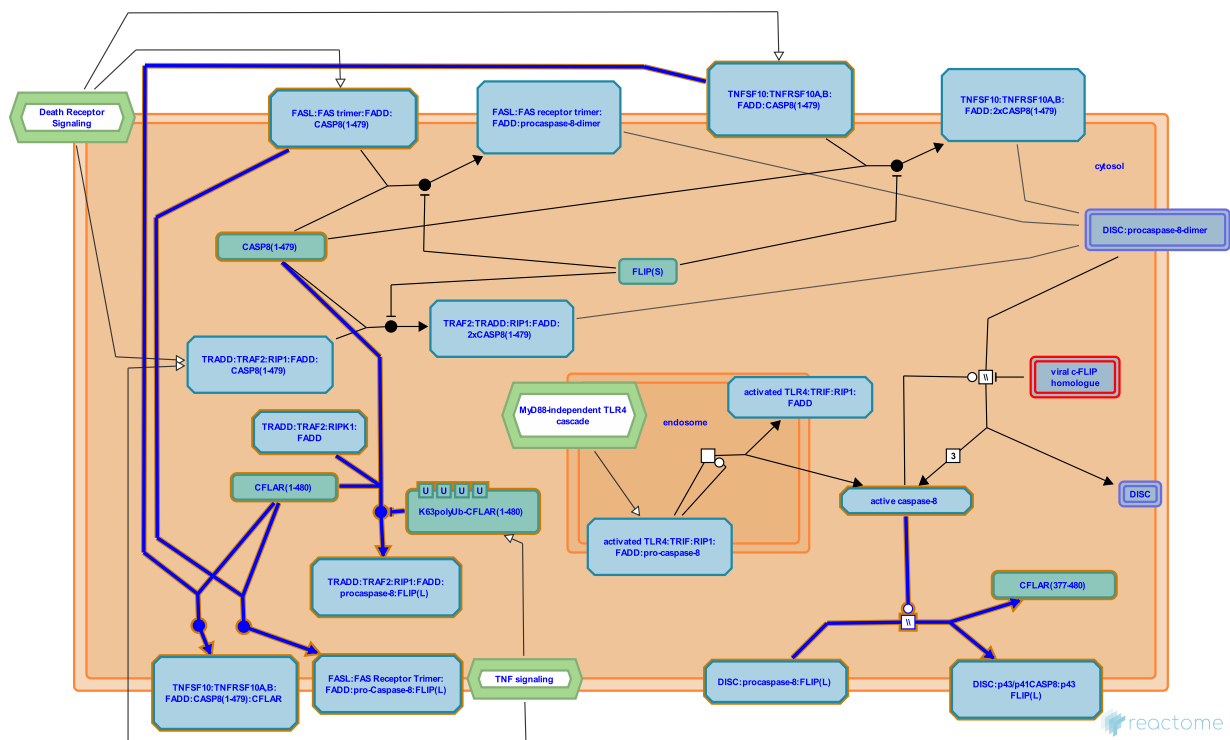 Death Receptor
Signaling
FASL:FAS trimer:FADD:
CASP8(1-479)
FASL:FAS receptor trimer:
FADD:procaspase-8-dimer
TNFSF10:TNFRSF10A,B:
FADD:CASP8(1-479)
TNFSF10:TNFRSF10A,B:
FADD:2xCASP8(1-479)
cytosol
DISC:procaspase-8-dimer
CASP8(1-479)
FLIP(S)
TRAF2:TRADD:RIP1:FADD:
2xCASP8(1-479)
TRADD:TRAF2:RIP1:FADD:
CASP8(1-479)
viral c-FLIP
homologue
\\
MyD88-independent TLR4
cascade
activated TLR4:TRIF:RIP1:
FADD
endosome
TRADD:TRAF2:RIPK1:
FADD
3
CFLAR(1-480)
U U U U
K63polyUb-CFLAR(1-480)
active caspase-8
DISC
activated TLR4:TRIF:RIP1:
FADD:pro-caspase-8
TRADD:TRAF2:RIP1:FADD:
procaspase-8:FLIP(L)
CFLAR(377-480)
\\
TNFSF10:TNFRSF10A,B:
FADD:CASP8(1-479):CFLAR
FASL:FAS Receptor Trimer:
FADD:pro-Caspase-8:FLIP(L)
TNF signaling
DISC:procaspase-8:FLIP(L)
DISC:p43/p41CASP8:p43
FLIP(L)
reactome